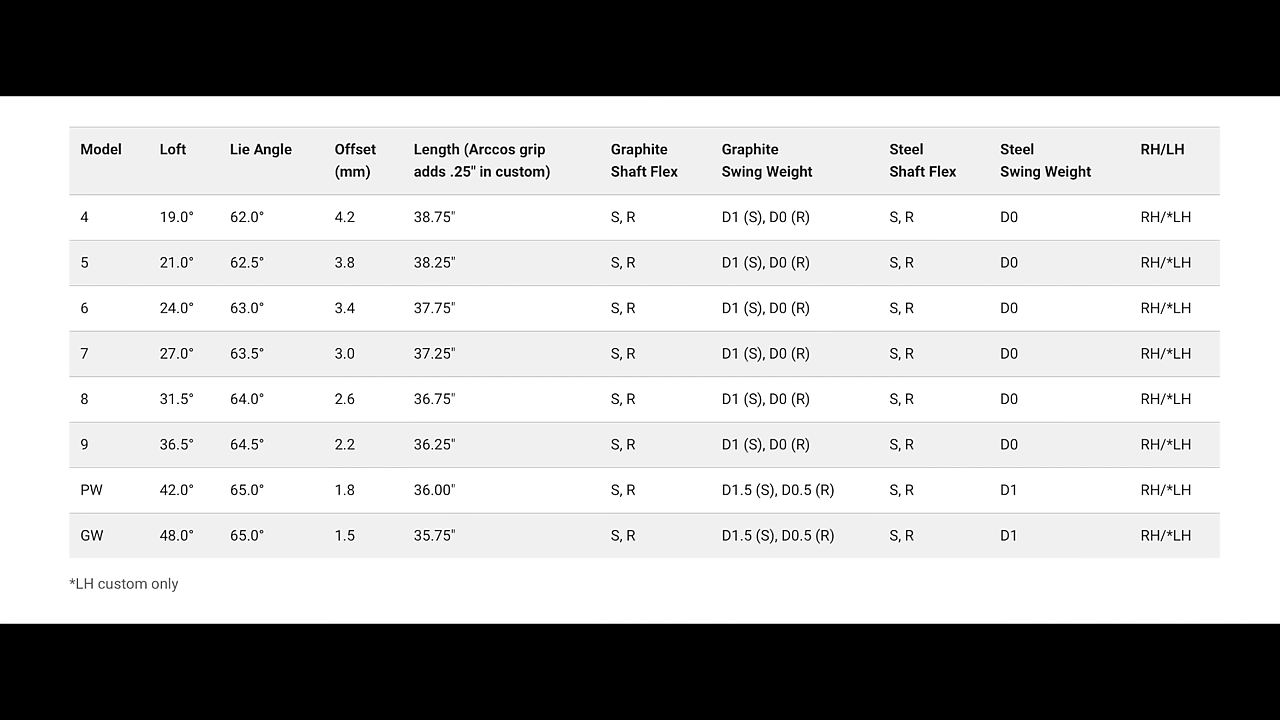 Model Loft Lie Angle Offset (mm) Length (Arccos grip adds .25" in custom) Graphite Shaft Flex Graphite Swing Weight Steel Shaft Flex Steel Swing Weight RH/LH
4 19.0° 62.0° 4.2 38.75" S, R D1 (S), D0 (R) S, R D0 RH/*LH
5 21.0° 62.5° 3.8 38.25" S, R D1 (S), D0 (R) S, R D0 RH/*LH
6 24.0° 63.0° 3.4 37.75" S, R D1 (S), D0 (R) S, R D0 RH/*LH
7 27.0° 63.5° 3.0 37.25" S, R D1 (S), D0 (R) S, R D0 RH/*LH
8 31.5° 64.0° 2.6 36.75" S, R D1 (S), D0 (R) S, R D0 RH/*LH
9 36.5° 64.5° 2.2 36.25" S, R D1 (S), D0 (R) S, R D0 RH/*LH
PW 42.0° 65.0° 1.8 36.00" S, R D1.5 (S), D0.5 (R) S, R D1 RH/*LH
GW 48.0° 65.0° 1.5 35.75" S, R D1.5 (S), D0.5 (R) S, R D1 RH/*LH
*LH custom only